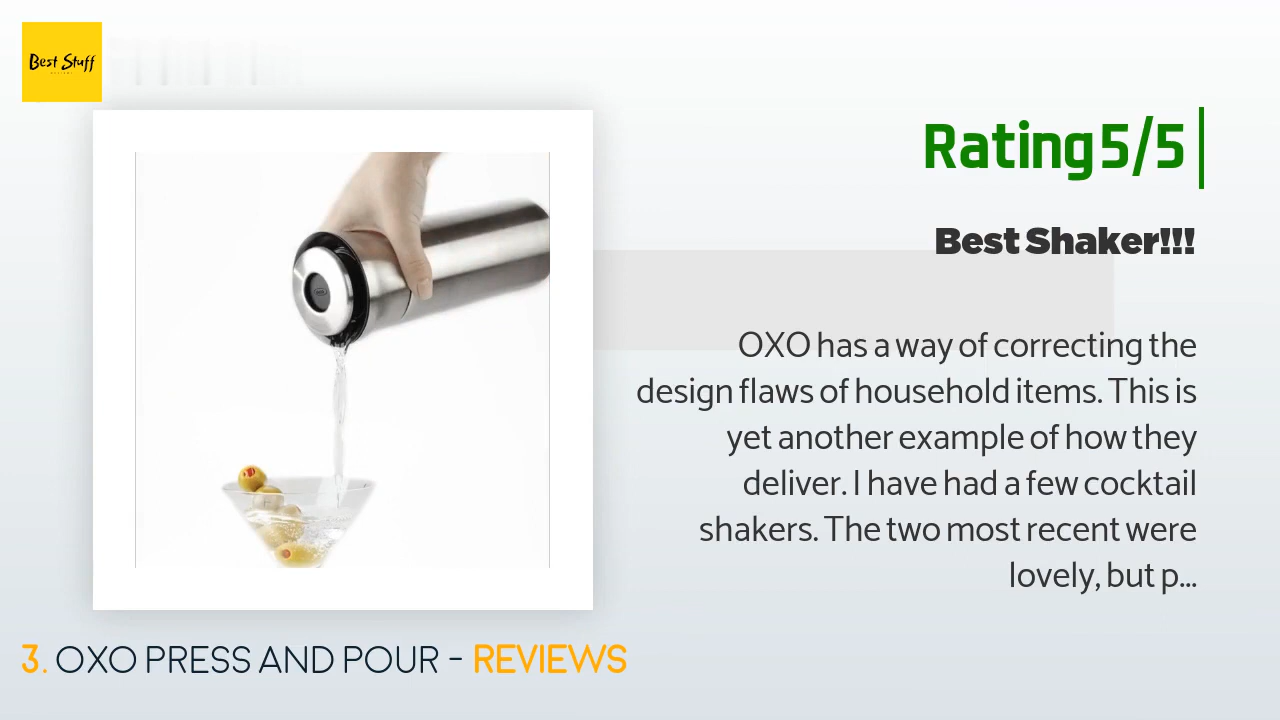 Best Stuff
Rating 5/5
Best Shaker!!!
OXO has a way of correcting the
design flaws of household items. This is
yet another example of how they
deliver. I have had a few cocktail
shakers. The two most recent were
lovely, but p...
3. OXO PRESS AND POUR - REVIEWS